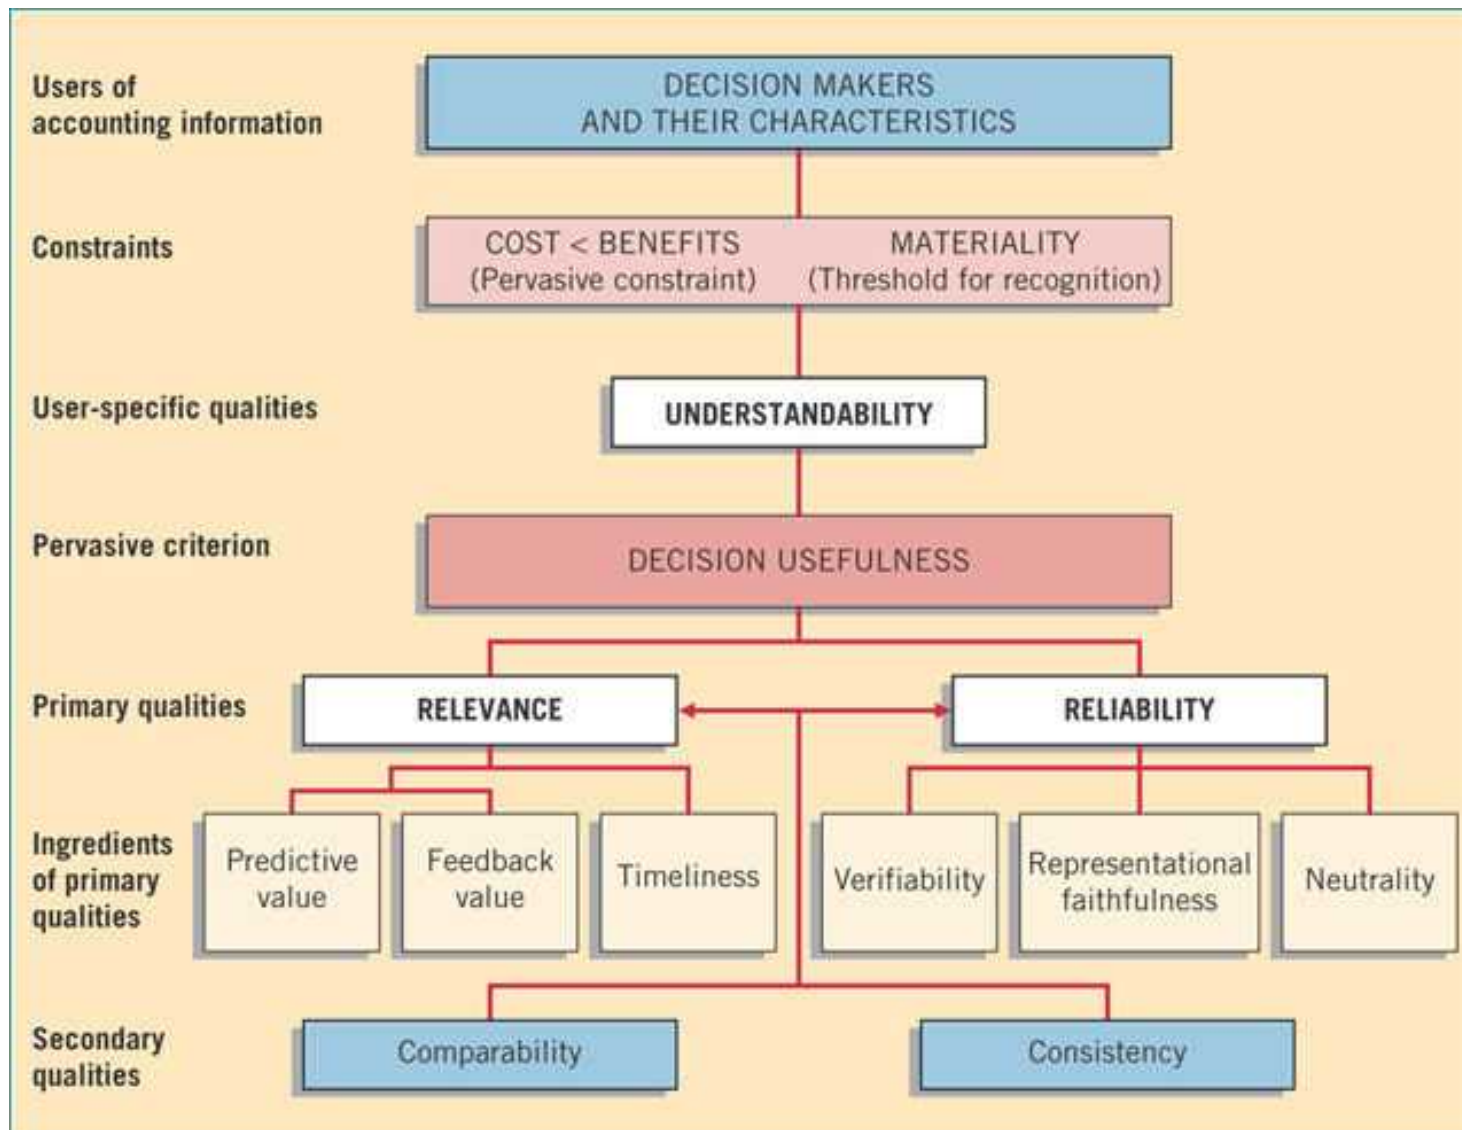 Users of
accounting information
DECISION MAKERS
AND THEIR CHARACTERISTICS
Constraints
COST < BENEFITS
(Pervasive constraint)
MATERIALITY
(Threshold for recognition)
User-specific qualities
UNDERSTANDABILITY
Pervasive criterion
DECISION USEFULNESS
Primary qualities
RELEVANCE
RELIABILITY
Ingredients
of primary
qualities
Predictive
value
Feedback
value
Timeliness
Verifiability
Representational
faithfulness
Neutrality
Secondary
qualities
Comparability
Consistency